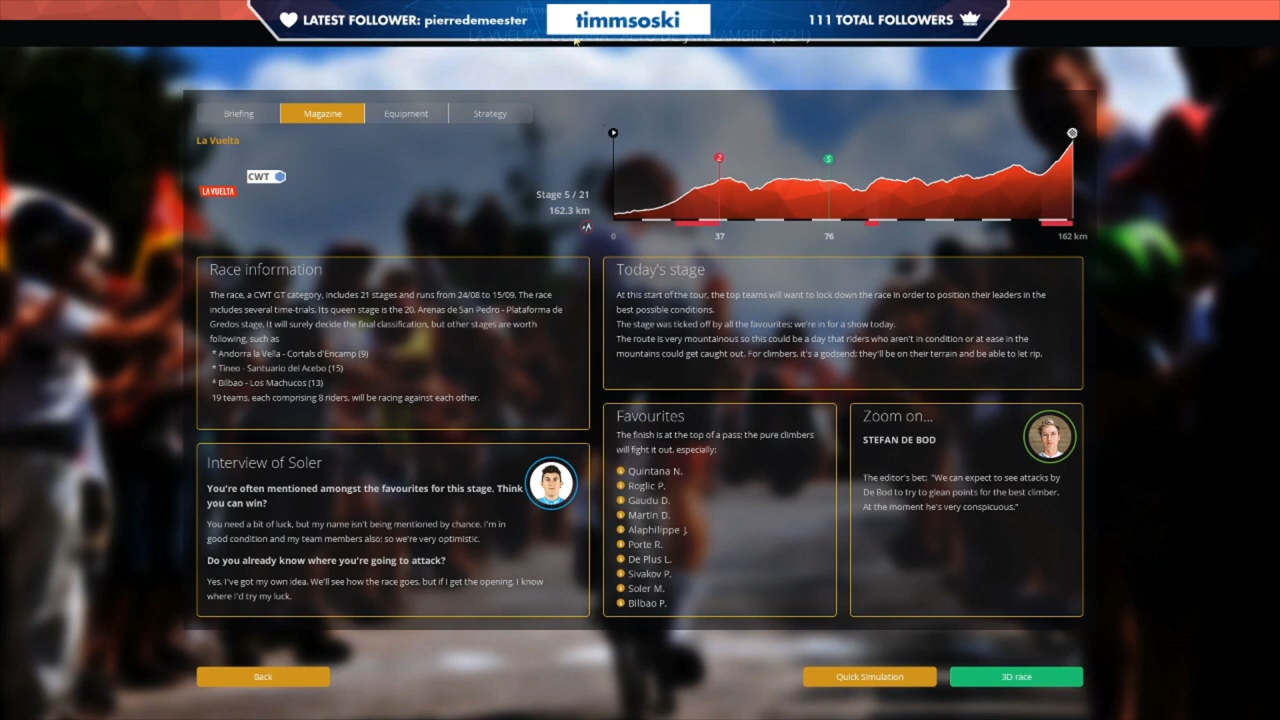 LATEST FOLLOWER: pierredemeester
timmsoski
111 TOTAL FOLLOWERS
Briefing
Magazine
Equipment
Strategy
La Vuelta
CWT
LA VUELTA
Stage 5 / 21
162.3 km
2
S
0
37
76
162 km
Race information
The race, a CWT GT category, includes 21 stages and runs from 24/08 to 15/09. The race
includes several time-trials. Its queen stage is the 20, Arenas de San Pedro - Plataforma de
Gredos stage. It will surely decide the final classification, but other stages are worth
following, such as
* Andorra la Vella - Cortals d'Encamp (9)
* Tineo - Santuario del Acebo (15)
* Bilbao - Los Machucos (13)
19 teams, each comprising 8 riders, will be racing against each other.
Today's stage
At this start of the tour, the top teams will want to lock down the race in order to position their leaders in the
best possible conditions.
The stage was ticked off by all the favourites; we're in for a show today.
The route is very mountainous so this could be a day that riders who aren't in condition or at ease in the
mountains could get caught out. For climbers, it's a godsend; they'll be on their terrain and be able to let rip.
Interview of Soler
You're often mentioned amongst the favourites for this stage. Think
you can win?
You need a bit of luck, but my name isn't being mentioned by chance. I'm in
good condition and my team members also; so we're very optimistic.
Do you already know where you're going to attack?
Yes, I've got my own idea. We'll see how the race goes, but if I get the opening, I know
where I'd try my luck.
Favourites
The finish is at the top of a pass; the pure climbers
will fight it out, especially:
Quintana N.
Roglic P.
Gaudu D.
Martin D.
Alaphilippe J.
Porte R.
De Plus L.
Sivakov P.
Soler M.
Bilbao P.
Zoom on...
STEFAN DE BOD
The editor's bet: "We can expect to see attacks by
De Bod to try to glean points for the best climber.
At the moment he's very conspicuous."
Back
Quick Simulation
3D race